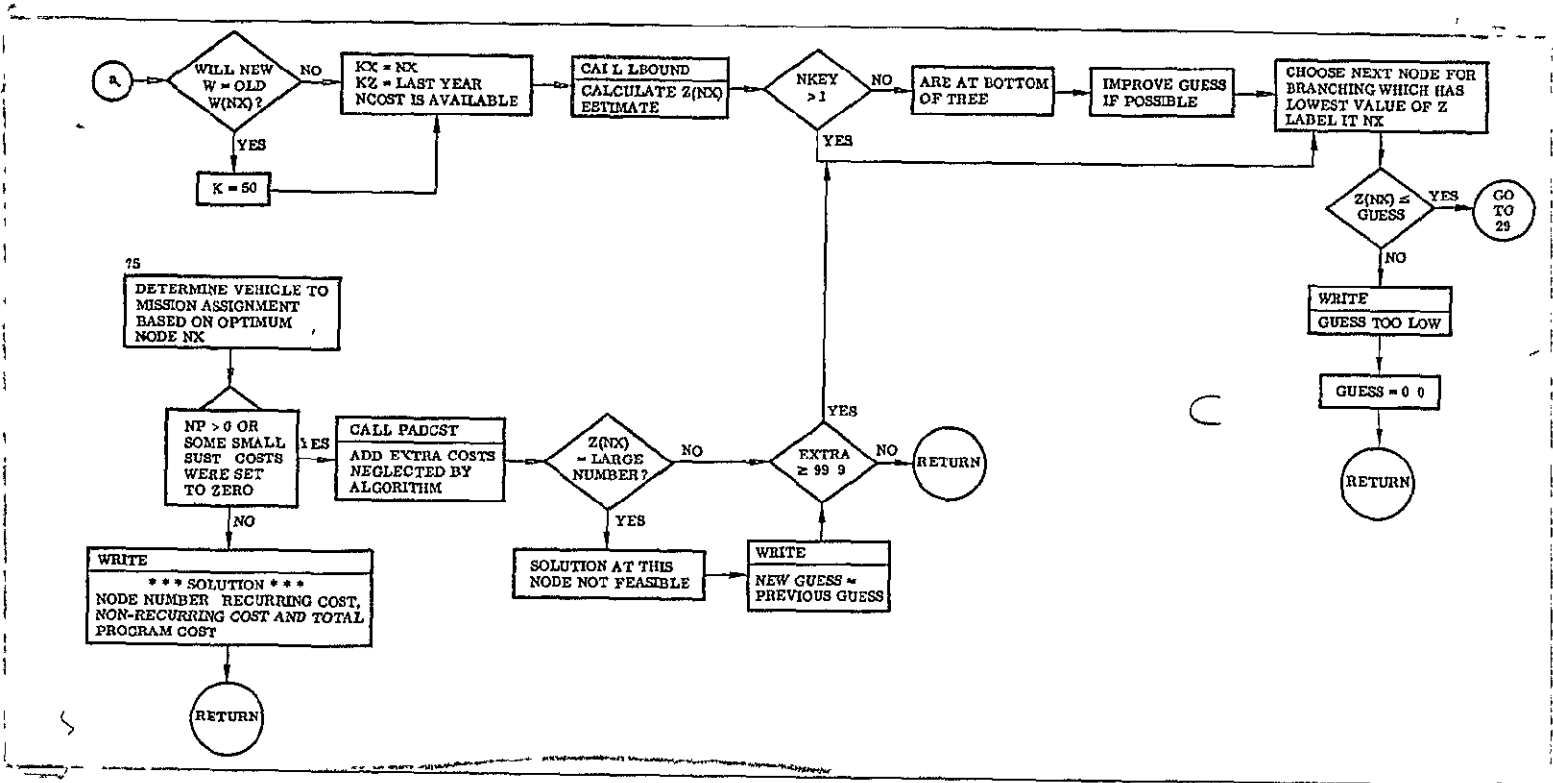 a
WILL NEW
W = OLD
W(NX)?
NO
YES
K = 50
KX = NX
KZ = LAST YEAR
NCOST IS AVAILABLE
CALL LBOUND
CALCULATE Z(NX)
ESTIMATE
NKEY
>1
NO
YES
ARE AT BOTTOM
OF TREE
IMPROVE GUESS
IF POSSIBLE
CHOOSE NEXT NODE FOR
BRANCHING WHICH HAS
LOWEST VALUE OF Z
LABEL IT NX
Z(NX) ≤
GUESS
YES
GO
TO
29
NO
WRITE
GUESS TOO LOW
GUESS = 0 0
RETURN
DETERMINE VEHICLE TO
MISSION ASSIGNMENT
BASED ON OPTIMUM
NODE NX
NP > 0 OR
SOME SMALL
SUST COSTS
WERE SET
TO ZERO
YES
NO
CALL PADCST
ADD EXTRA COSTS
NEGLECTED BY
ALGORITHM
Z(NX)
= LARGE
NUMBER?
NO
YES
SOLUTION AT THIS
NODE NOT FEASIBLE
WRITE
NEW GUESS =
PREVIOUS GUESS
EXTRA
≥ 99 9
YES
NO
RETURN
WRITE
* * * SOLUTION * * *
NODE NUMBER RECURRING COST,
NON-RECURRING COST AND TOTAL
PROGRAM COST
RETURN